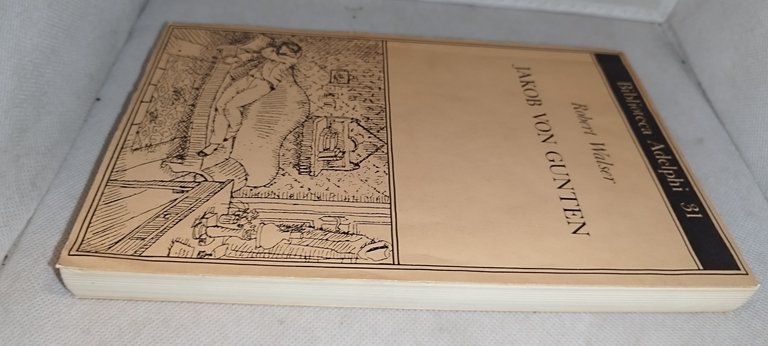 Biblioteca Adelphi 31
Robert Walser
JAKOB VON GUNTEN